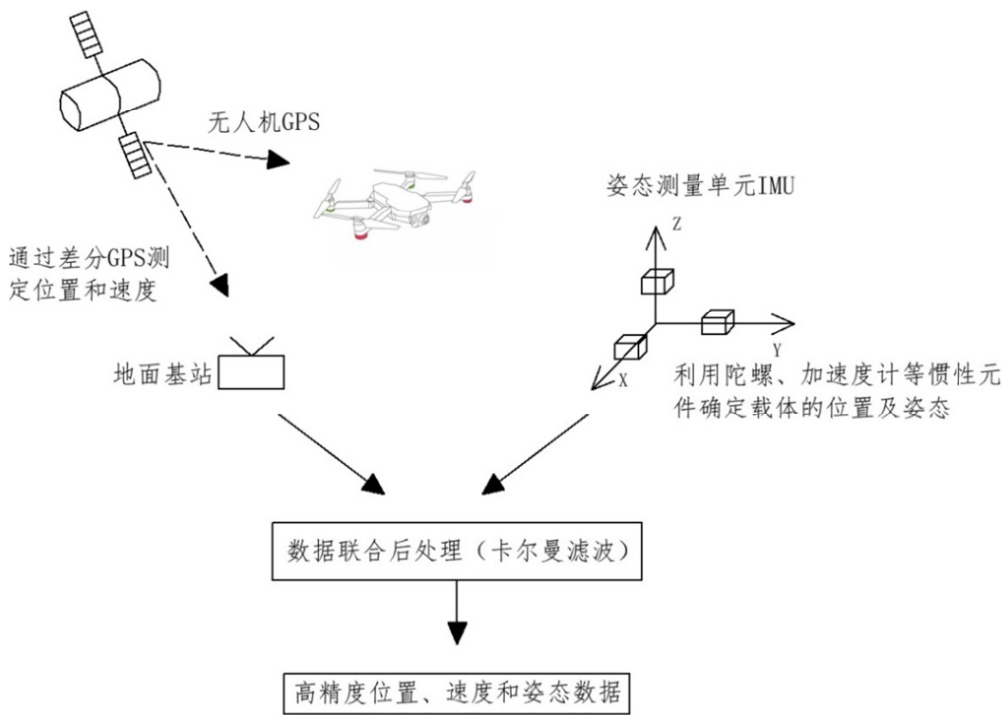 无人机GPS
姿态测量单元IMU
Z
通过差分GPS测
定位置和速度
Y
地面基站
X
利用陀螺、加速度计等惯性元
件确定载体的位置及姿态
数据联合后处理（卡尔曼滤波）
高精度位置、速度和姿态数据